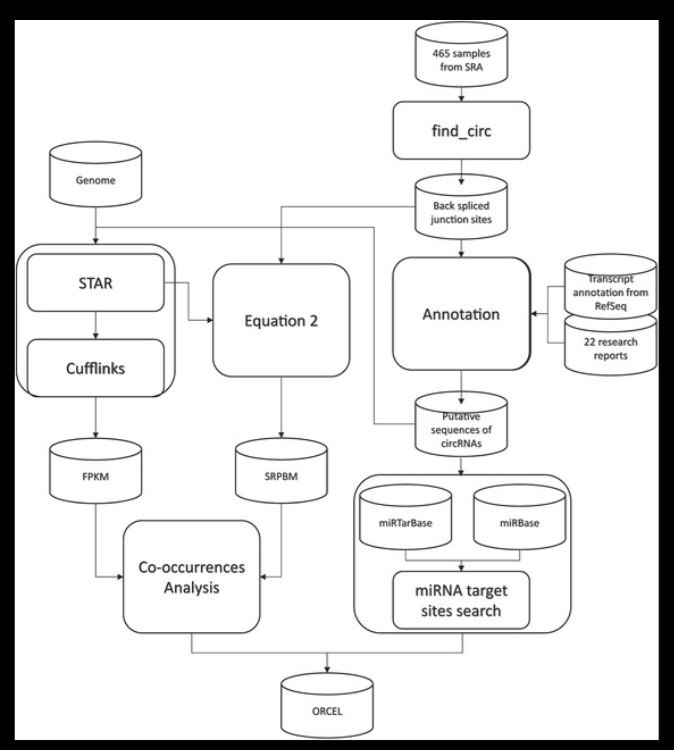 465 samples
from SRA
find_circ
Genome
Back spliced
junction sites
STAR
Equation 2
Annotation
Transcript
annotation from
RefSeq
22 research
reports
Cufflinks
Putative
sequences of
circRNAs
FPKM
SRPBM
miRTarBase
miRBase
Co-occurrences
Analysis
miRNA target
sites search
ORCEL